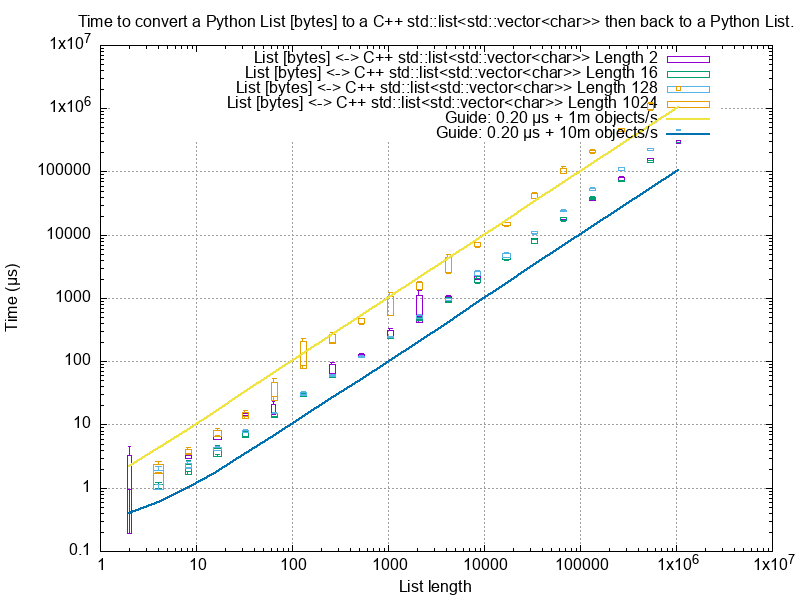 Time to convert a Python List [bytes] to a C++ std::list<std::vector<char>> then back to a Python List.
List [bytes] <-> C++ std::list<std::vector<char>> Length 2
List [bytes] <-> C++ std::list<std::vector<char>> Length 16
List [bytes] <-> C++ std::list<std::vector<char>> Length 128
List [bytes] <-> C++ std::list<std::vector<char>> Length 1024
Guide: 0.20 µs + 1m objects/s
Guide: 0.20 µs + 10m objects/s
1x10⁷
1x10⁶
100000
10000
1000
100
10
1
0.1
Time (µs)
1 10 100 1000 10000 100000 1x10⁶ 1x10⁷
List length